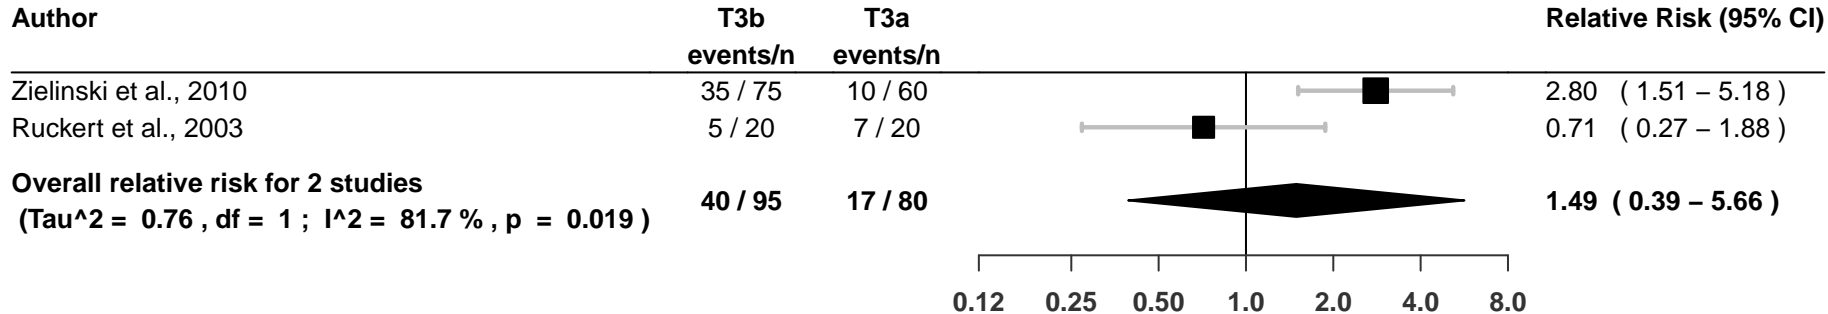 Author T3b T3a Relative Risk (95% CI)
events/n events/n
Zielinski et al., 2010 35 / 75 10 / 60 2.80 ( 1.51 − 5.18 )
Ruckert et al., 2003 5 / 20 7 / 20 0.71 ( 0.27 − 1.88 )
Overall relative risk for 2 studies
40 / 95 17 / 80 1.49 ( 0.39 − 5.66 )
(Tau^2 = 0.76 , df = 1 ; I^2 = 81.7 % , p = 0.019 )
0.12 0.25 0.50 1.0 2.0 4.0 8.0